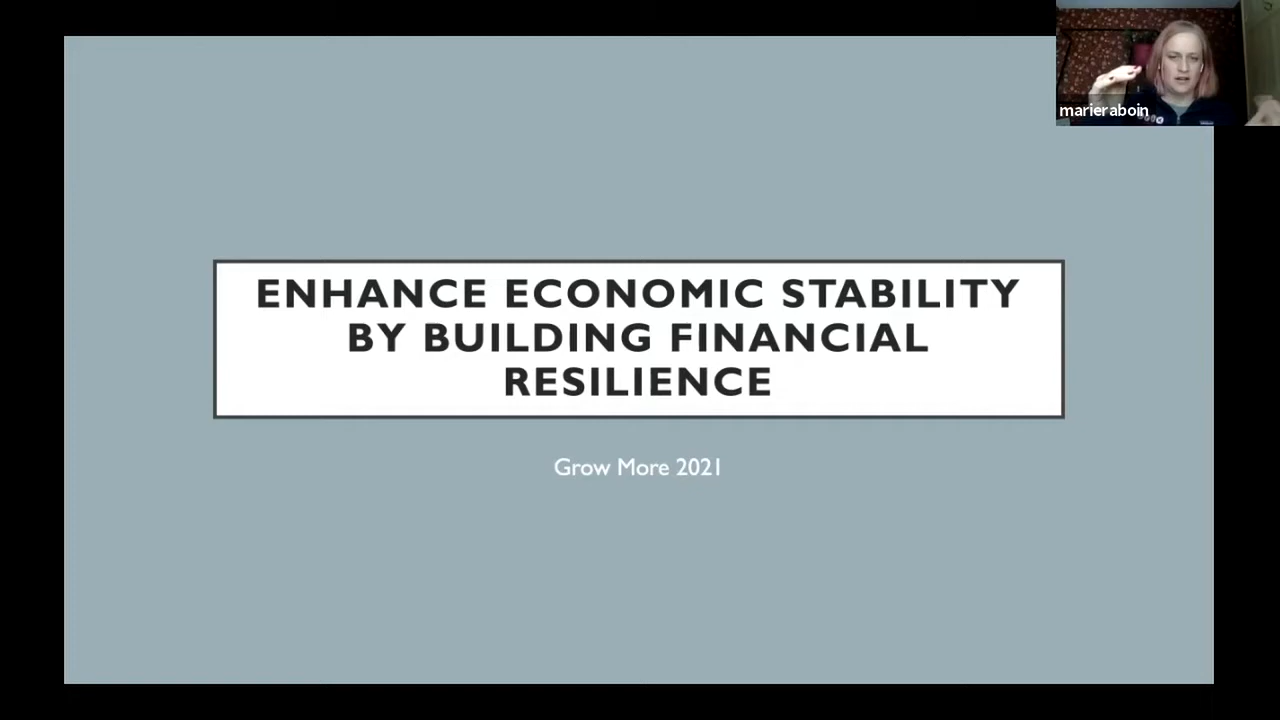 marieraboin
ENHANCE ECONOMIC STABILITY
BY BUILDING FINANCIAL
RESILIENCE
Grow More 2021